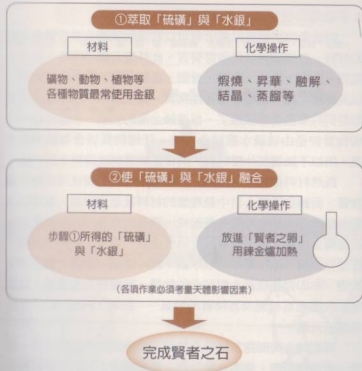 ①萃取「硫磺」與「水銀」
材料
礦物、動物、植物等
各種物質最常使用金銀
化學操作
煅燒、昇華、融解、
結晶、蒸餾等
②使「硫磺」與「水銀」融合
材料
步驟①所得的「硫磺」
與「水銀」
化學操作
放進「賢者之卵」
用鍊金爐加熱
（各項作業必須考量天體影響因素）
完成賢者之石